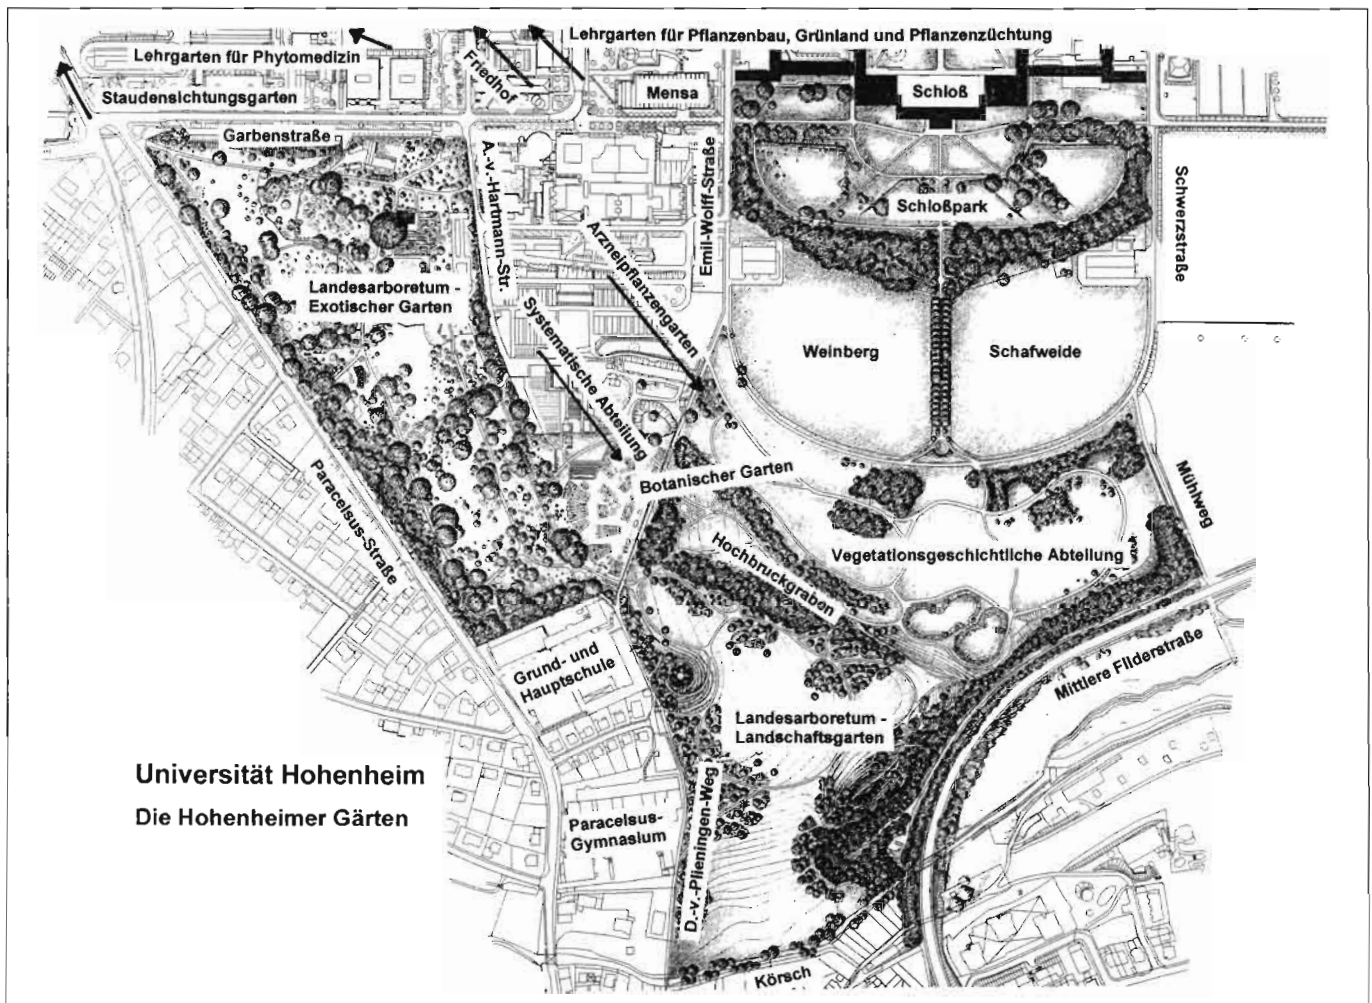 Lehrgarten für Pflanzenbau, Grünland und Pflanzenzüchtung
Lehrgarten für Phytomedizin
Friedhof
Staudensichtungsgarten
Mensa
Schloß
Garbenstraße
A.-v.-Hartmann-Str.
Emil-Wolff-Straße
Schloßpark
Schwerzstraße
Arzneipflanzengarten
Landesarboretum -
Exotischer Garten
Systematische Abteilung
Weinberg
Schafweide
Paracelsus-Straße
Botanischer Garten
Mühlweg
Hochbruckgraben
Vegetationsgeschichtliche Abteilung
Mittlere Filderstraße
Grund- und
Hauptschule
Landesarboretum -
Landschaftsgarten
Universität Hohenheim
Die Hohenheimer Gärten
Paracelsus-
Gymnasium
D.-v.-Plieningen-Weg
Körsch